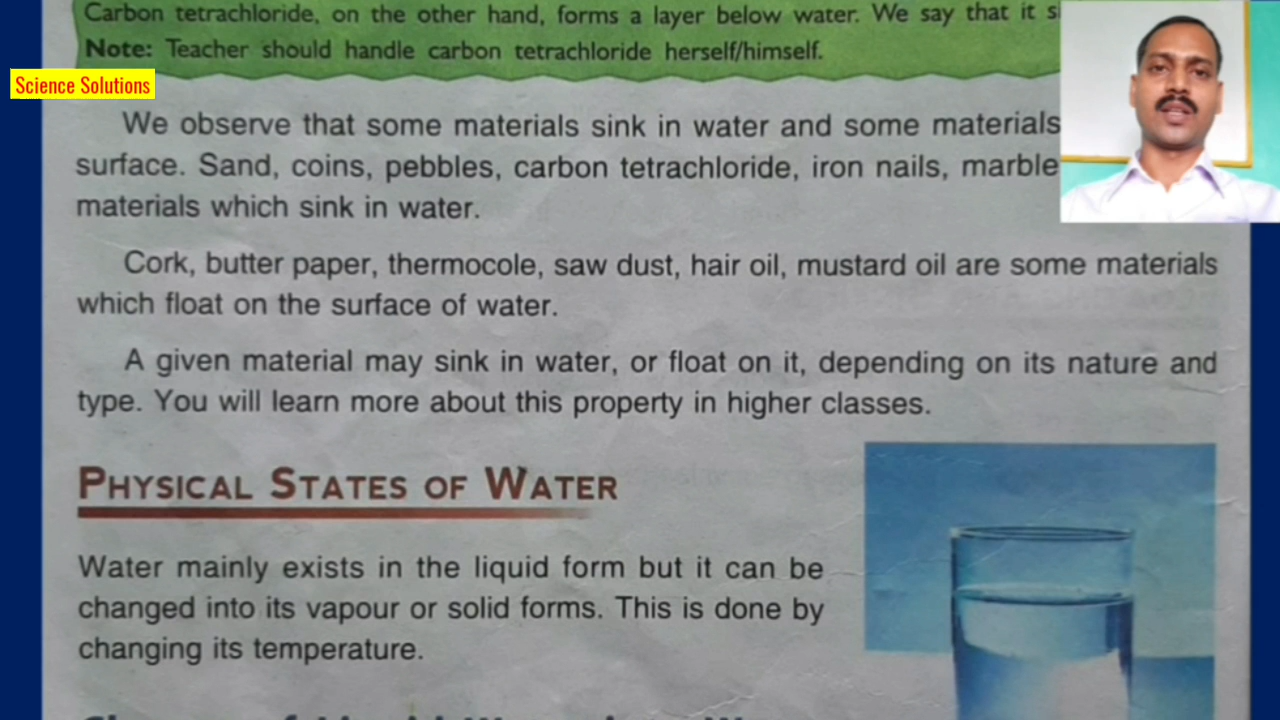 Carbon tetrachloride, on the other hand, forms a layer below water. We say that it
Note: Teacher should handle carbon tetrachloride herself/himself.
Science Solutions
We observe that some materials sink in water and some materials
surface. Sand, coins, pebbles, carbon tetrachloride, iron nails, marble
materials which sink in water.
Cork, butter paper, thermocole, saw dust, hair oil, mustard oil are some materials
which float on the surface of water.
A given material may sink in water, or float on it, depending on its nature and
type. You will learn more about this property in higher classes.
PHYSICAL STATES OF WATER
Water mainly exists in the liquid form but it can be
changed into its vapour or solid forms. This is done by
changing its temperature.